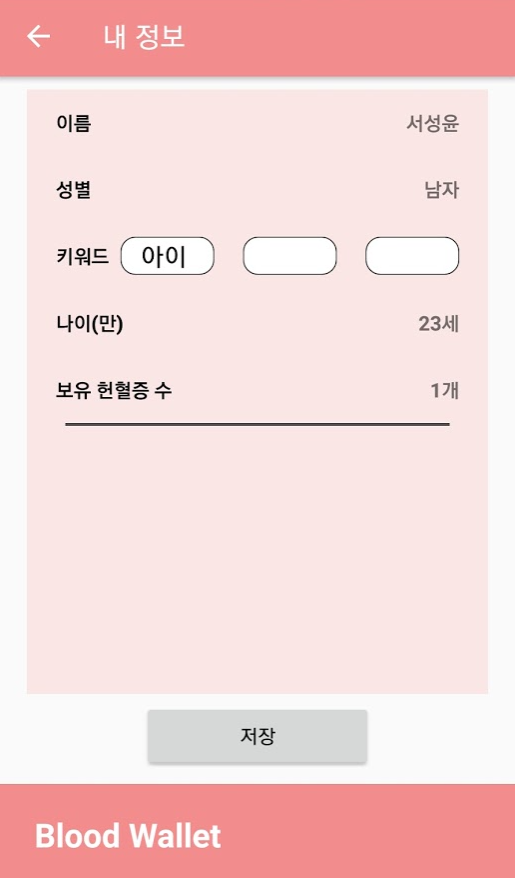 내 정보
이름 서성윤
성별 남자
키워드 아이
나이(만) 23세
보유 헌혈증 수 1개
저장
Blood Wallet